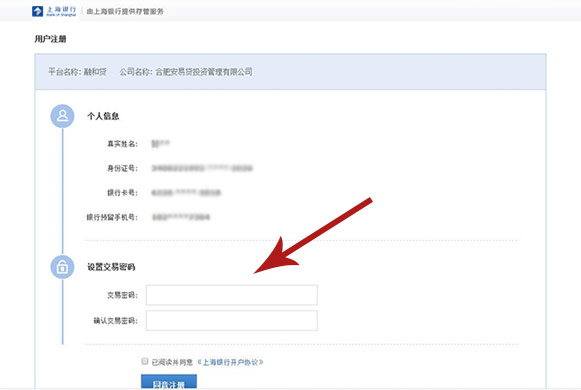 上海银行
Bank of Shanghai
由上海银行提供存管服务
用户注册
平台名称：融和贷 公司名称：合肥安易贷投资管理有限公司
个人信息
真实姓名：
身份证号：
银行卡号：
银行预留手机号：
设置交易密码
交易密码：
确认交易密码：
已阅读并同意 《上海银行开户协议》
同意注册